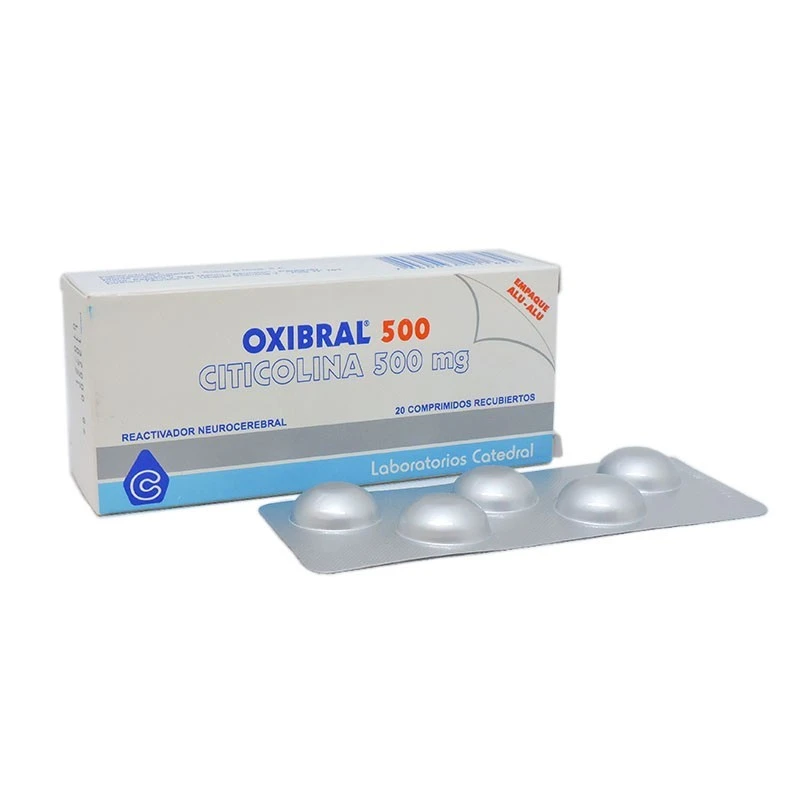 EMPAQUE
ALU-ALU
OXIBRAL® 500
CITICOLINA 500 mg
20 COMPRIMIDOS RECUBIERTOS
REACTIVADOR NEUROCEREBRAL
Laboratorios Catedral
C